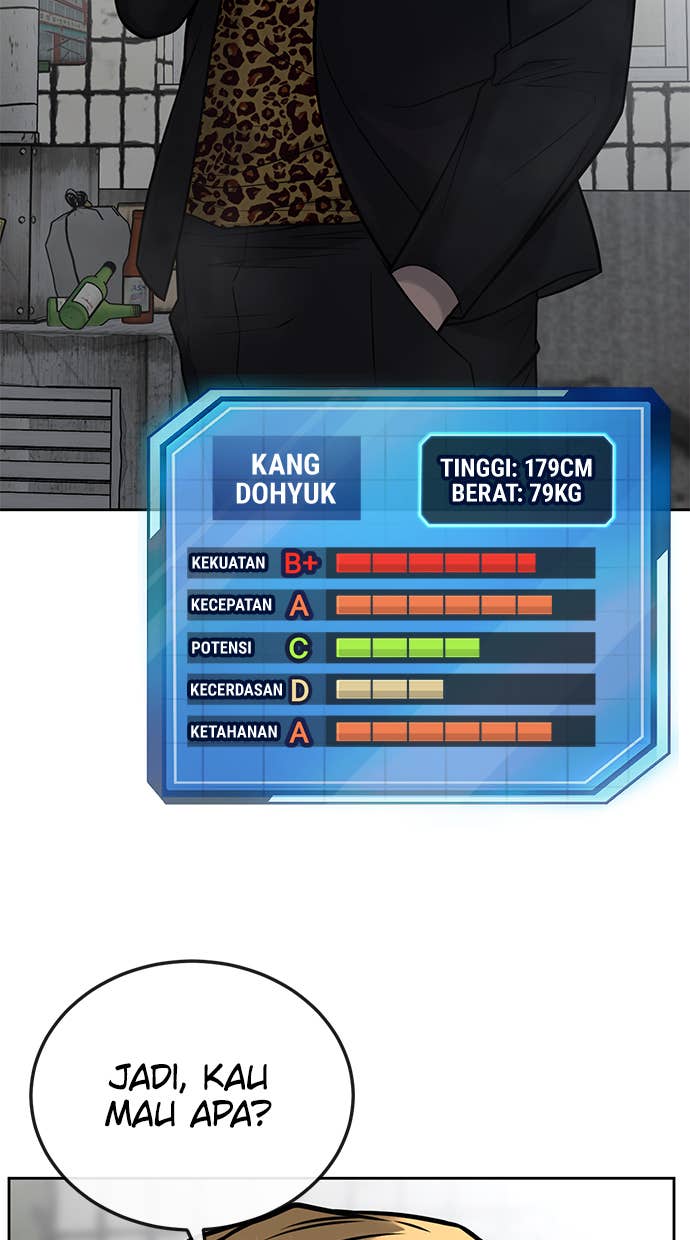 KANG
DOHYUK
TINGGI: 179CM
BERAT: 79KG
KEKUATAN B+
KECEPATAN A
POTENSI C
KECERDASAN D
KETAHANAN A
JADI, KAU
MAU APA?